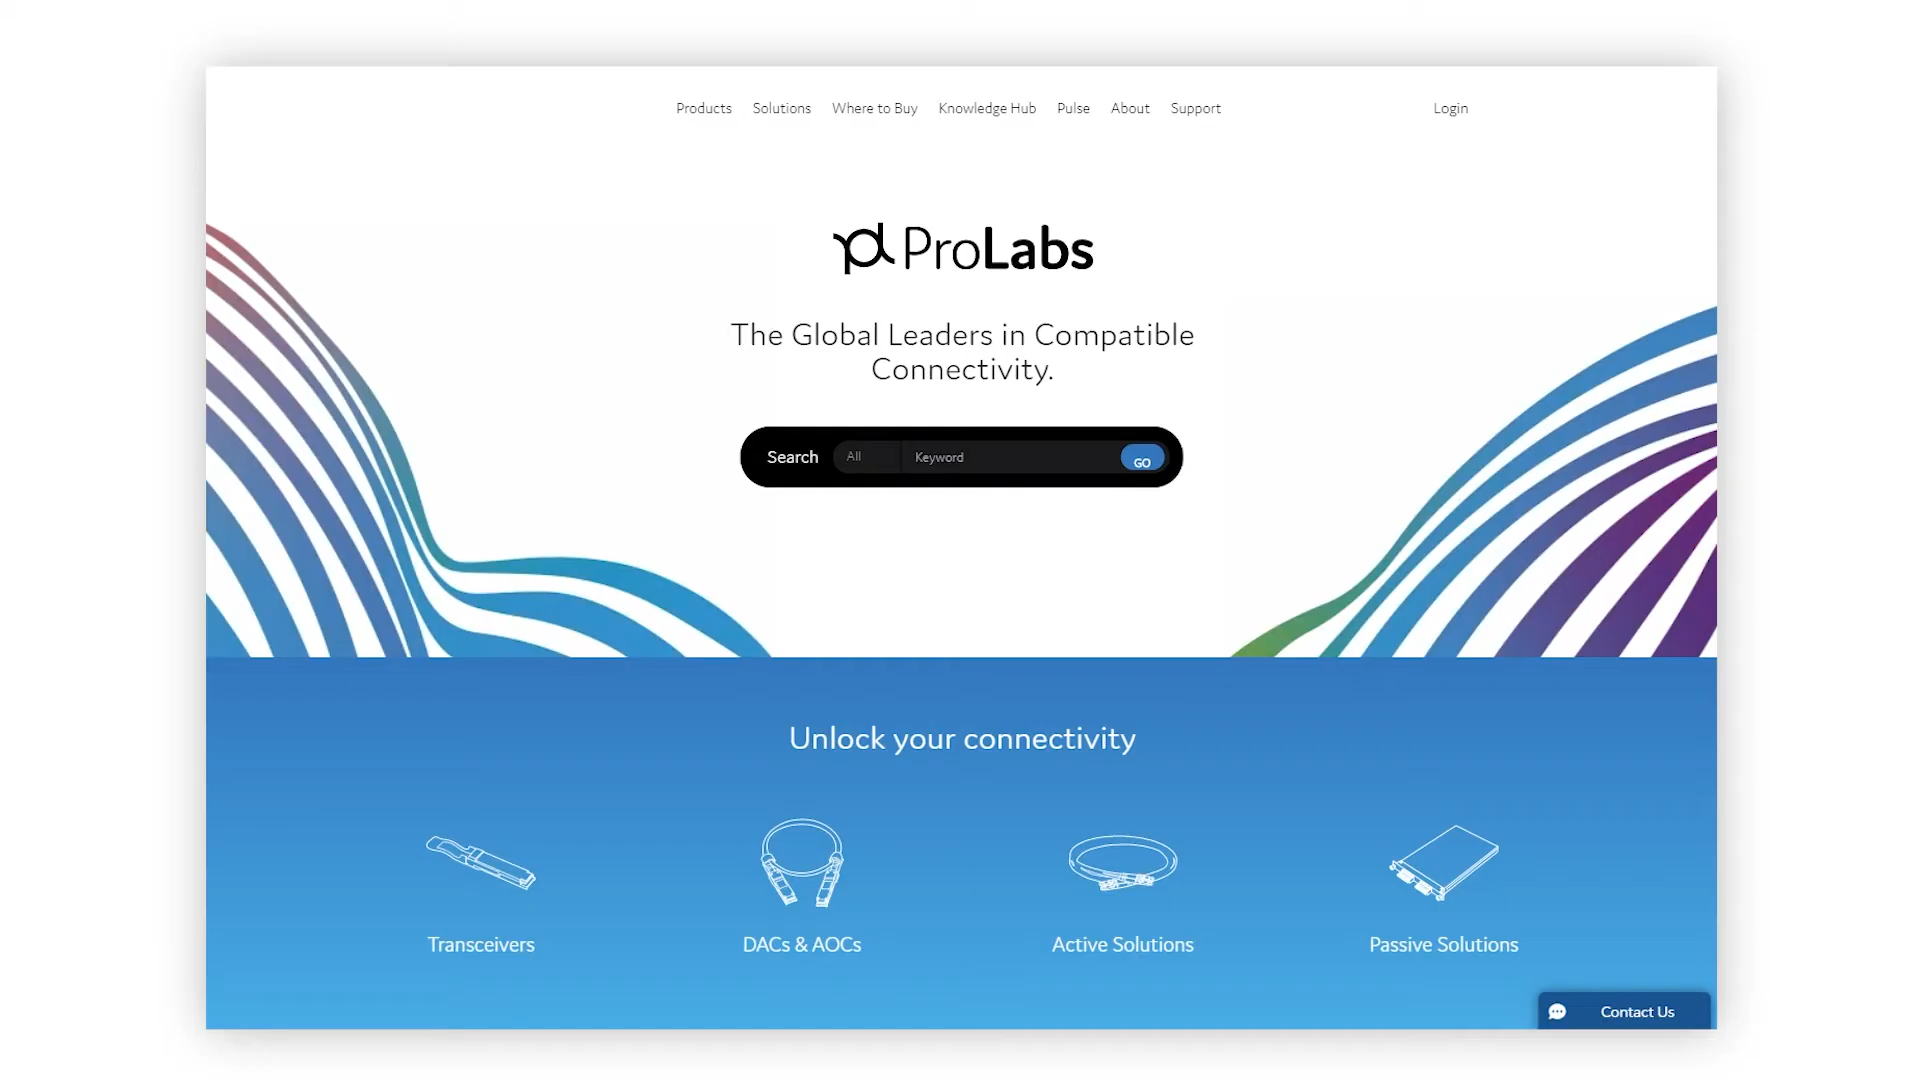 Products Solutions Where to Buy Knowledge Hub Pulse About Support Login
ProLabs
The Global Leaders in Compatible
Connectivity.
Search All Keyword GO
Unlock your connectivity
Transceivers DACs & AOCs Active Solutions Passive Solutions
Contact Us